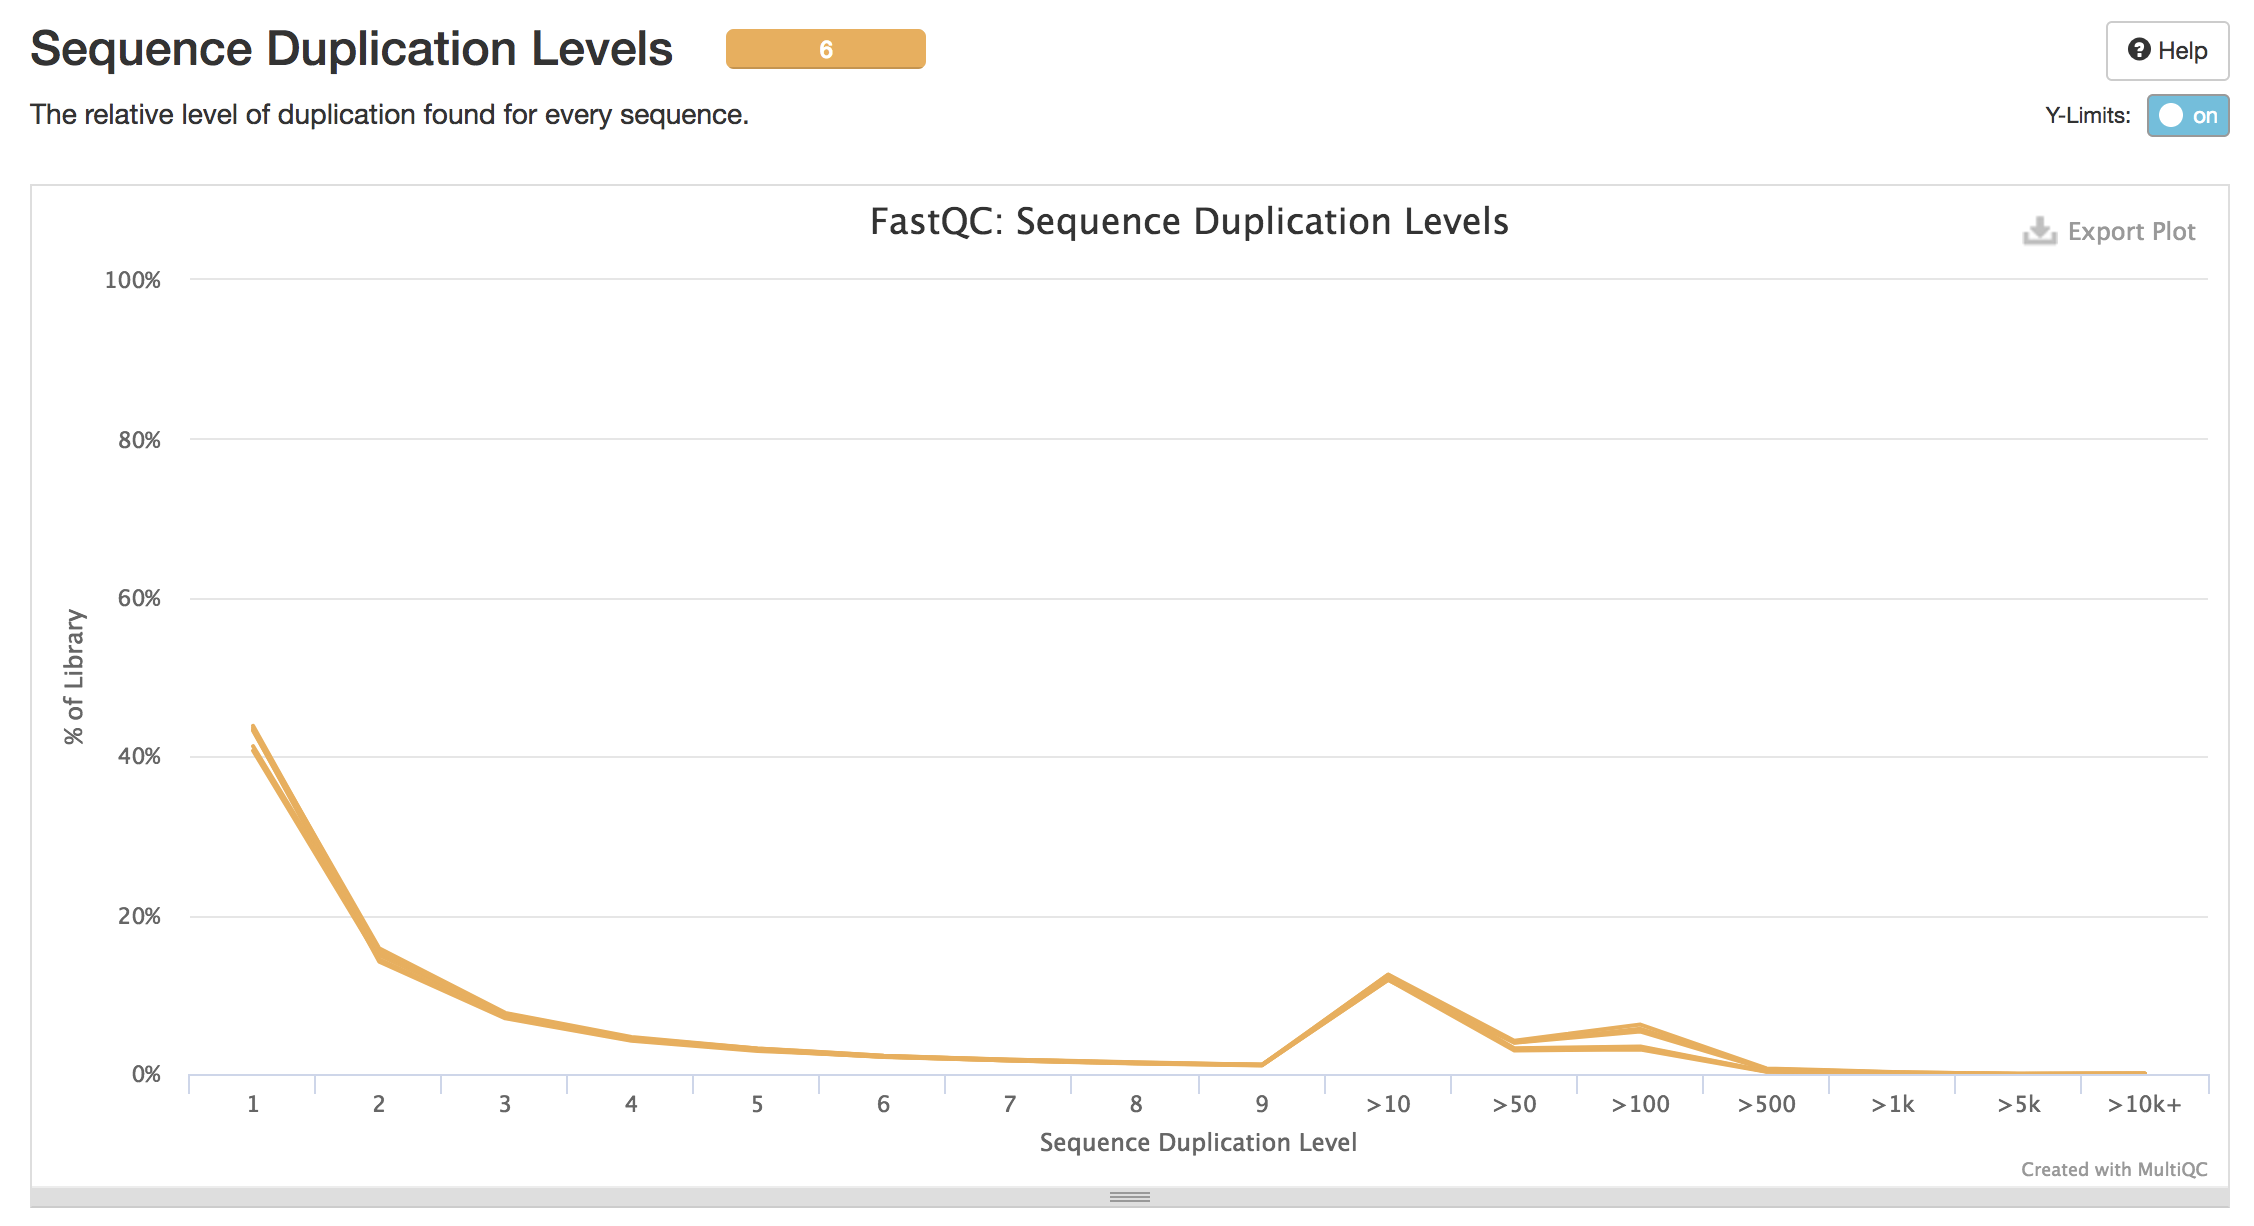 Sequence Duplication Levels 6 Help
The relative level of duplication found for every sequence. Y-Limits: on
FastQC: Sequence Duplication Levels
Export Plot
100%
80%
60%
40%
20%
0%
% of Library
1 2 3 4 5 6 7 8 9 >10 >50 >100 >500 >1k >5k >10k+
Sequence Duplication Level
Created with MultiQC